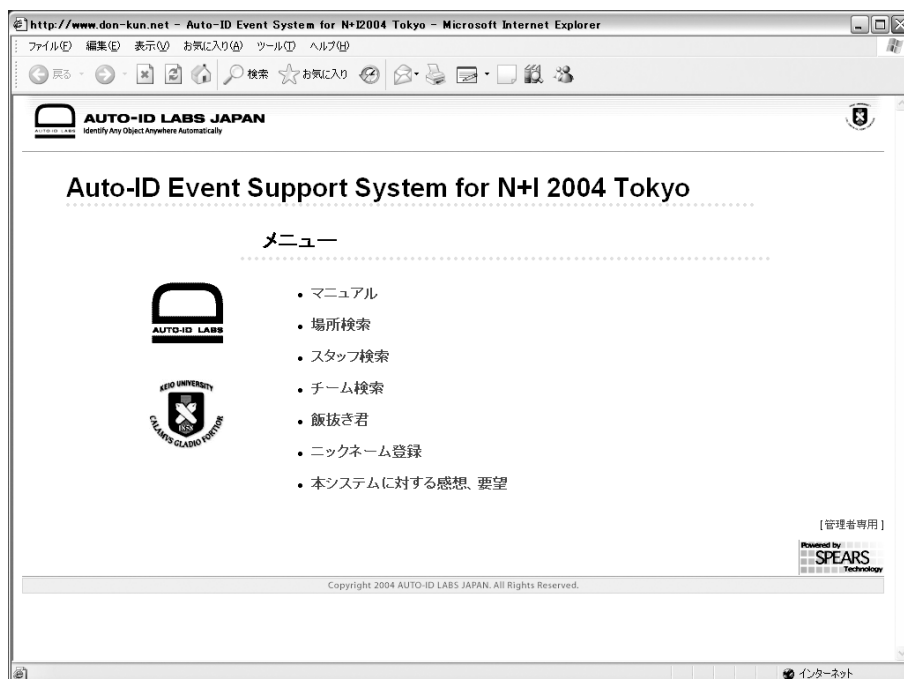 http://www.don-kun.net - Auto-ID Event System for N+I2004 Tokyo - Microsoft Internet Explorer
ファイル(F) 編集(E) 表示(V) お気に入り(A) ツール(T) ヘルプ(H)
戻る 検索 お気に入り
AUTO-ID LABS
AUTO-ID LABS JAPAN
Identify Any Object Anywhere Automatically
Auto-ID Event Support System for N+I 2004 Tokyo
メニュー
• マニュアル
• 場所検索
• スタッフ検索
• チーム検索
• 飯抜き君
• ニックネーム登録
• 本システムに対する感想、要望
AUTO-ID LABS
KEIO UNIVERSITY
1858
CALAMVS GLADIO FORTIOR
[管理者専用]
Powered by
SPEARS
Technology
Copyright 2004 AUTO-ID LABS JAPAN. All Rights Reserved.
インターネット